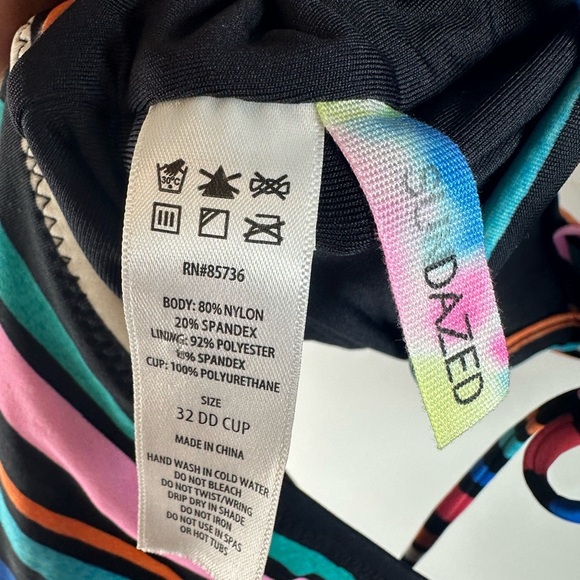 30°C
RN#85736
BODY: 80% NYLON
20% SPANDEX
LINING: 92% POLYESTER
% SPANDEX
CUP: 100% POLYURETHANE
SIZE
32 DD CUP
MADE IN CHINA
HAND WASH IN COLD WATER
DO NOT BLEACH
DO NOT TWIST/WRING
DRIP DRY IN SHADE
DO NOT IRON
DO NOT USE IN SPAS
OR HOT TUBS
SUNDAZED